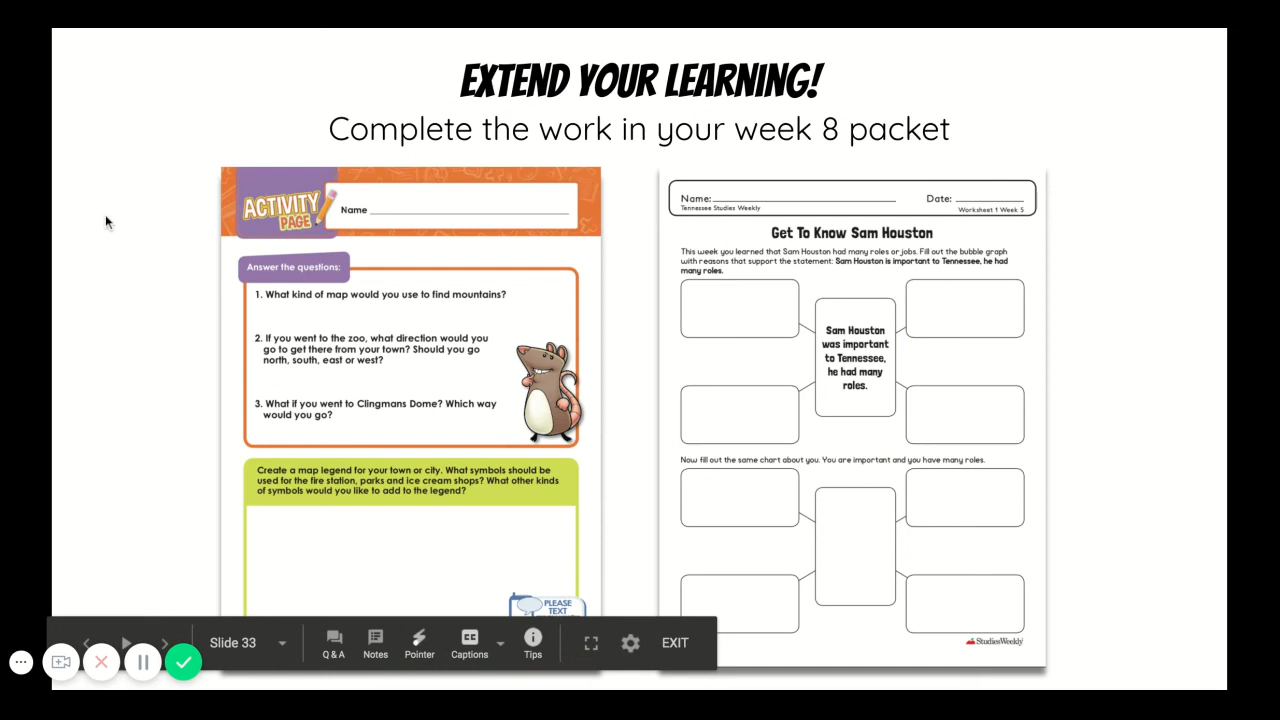 EXTEND YOUR LEARNING!
Complete the work in your week 8 packet
ACTIVITY
PAGE
Name
Answer the questions:
1. What kind of map would you use to find mountains?
2. If you went to the zoo, what direction would you
go to get there from your town? Should you go
north, south, east or west?
3. What if you went to Clingmans Dome? Which way
would you go?
Create a map legend for your town or city. What symbols should be
used for the fire station, parks and ice cream shops? What other kinds
of symbols would you like to add to the legend?
PLEASE
TEXT
Name: Date:
Tennessee Studies Weekly Worksheet 1 Week 5
Get To Know Sam Houston
This week you learned that Sam Houston had many roles or jobs. Fill out the bubble graph
with reasons that support the statement: Sam Houston is important to Tennessee, he had
many roles.
Sam Houston
was important
to Tennessee,
he had many
roles.
Now fill out the same chart about you. You are important and you have many roles.
StudiesWeekly
Slide 33
Q & A
Notes
Pointer
CC
Captions
Tips
EXIT